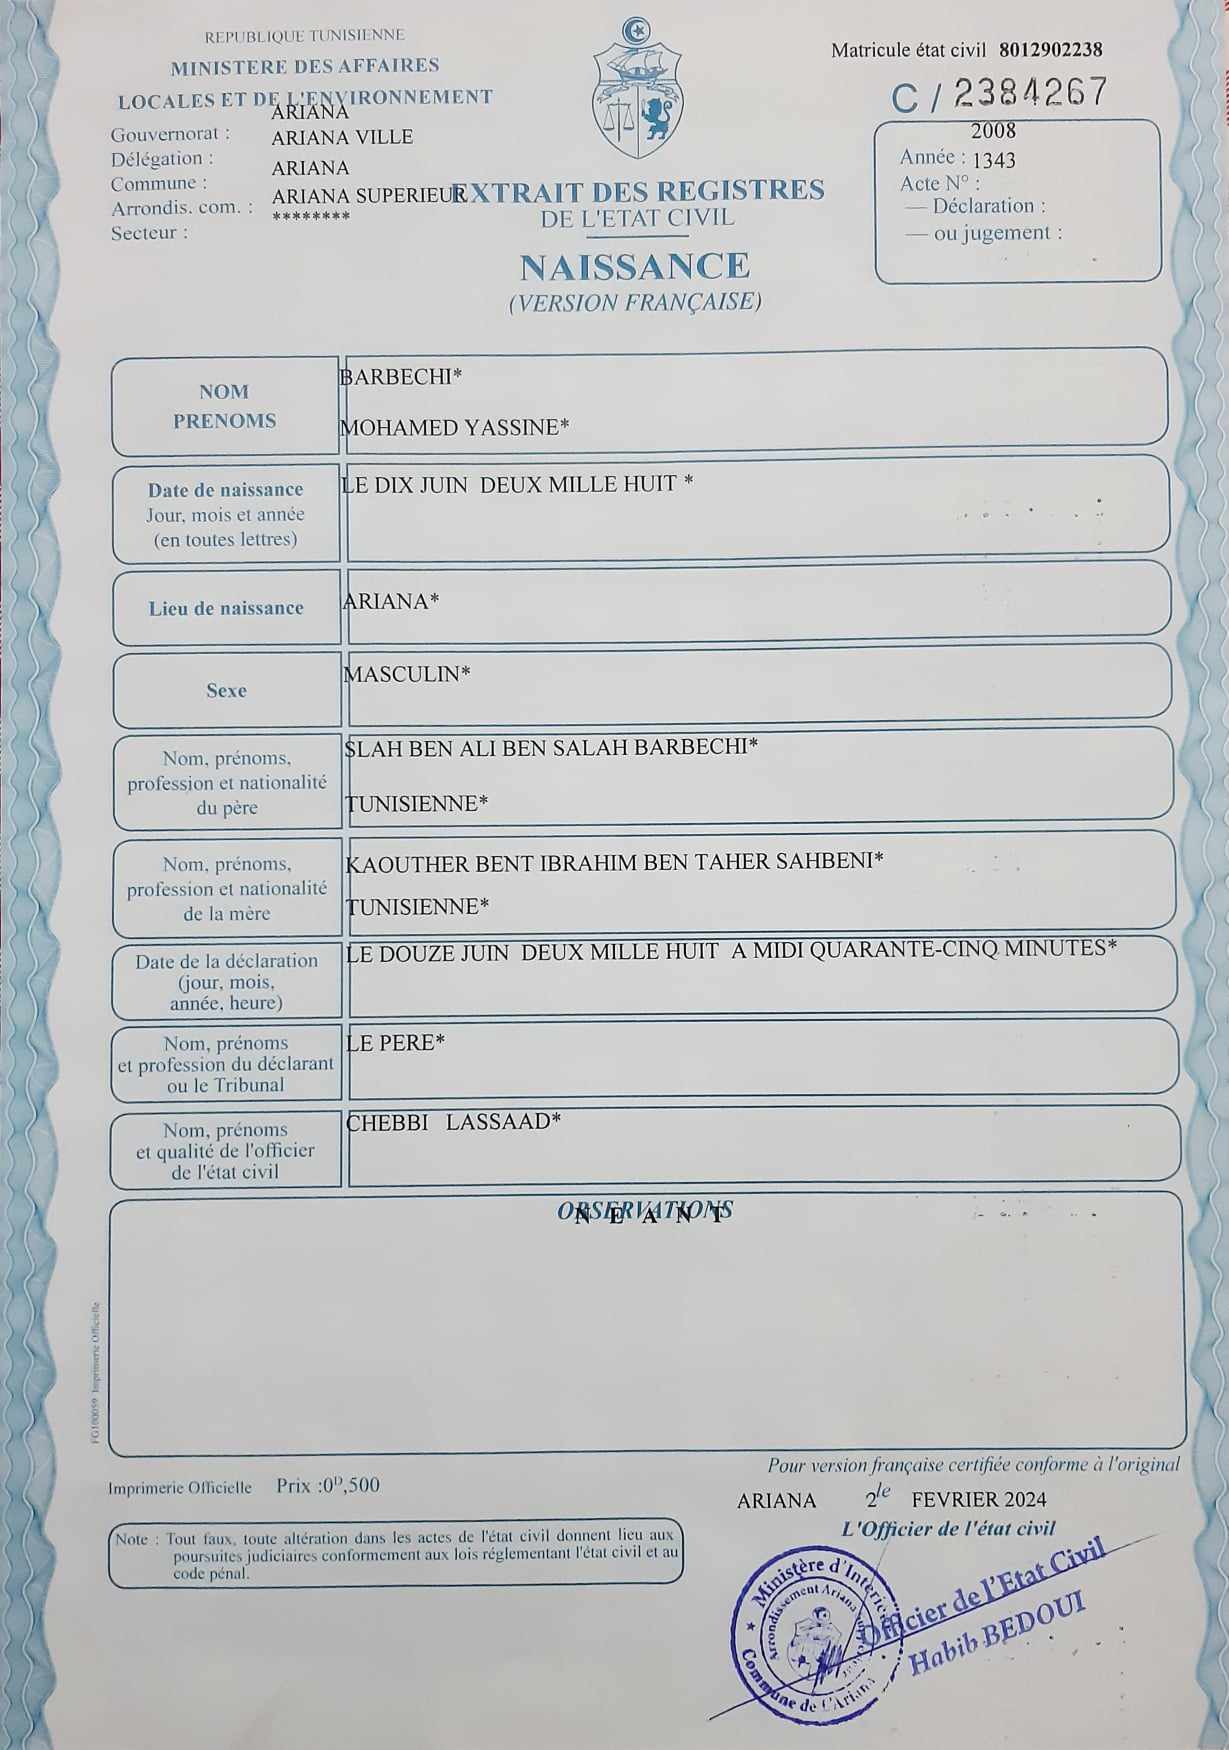 REPUBLIQUE TUNISIENNE
MINISTERE DES AFFAIRES
LOCALES ET DE L'ENVIRONNEMENT
ARIANA
Gouvernorat :
ARIANA VILLE
Délégation :
ARIANA
Commune :
ARIANA SUPERIEUR
Arrondis. com. :
********
Secteur :
Matricule état civil 8012902238
C / 2384267
2008
Année : 1343
Acte N° :
— Déclaration :
— ou jugement :
EXTRAIT DES REGISTRES
DE L'ETAT CIVIL
NAISSANCE
(VERSION FRANÇAISE)
NOM
PRENOMS
BARBECHI*
MOHAMED YASSINE*
Date de naissance
Jour, mois et année
(en toutes lettres)
LE DIX JUIN DEUX MILLE HUIT *
Lieu de naissance
ARIANA*
Sexe
MASCULIN*
Nom, prénoms,
profession et nationalité
du père
SLAH BEN ALI BEN SALAH BARBECHI*
TUNISIENNE*
Nom, prénoms,
profession et nationalité
de la mère
KAOUTHER BENT IBRAHIM BEN TAHER SAHBENI*
TUNISIENNE*
Date de la déclaration
(jour, mois,
année, heure)
LE DOUZE JUIN DEUX MILLE HUIT A MIDI QUARANTE-CINQ MINUTES*
Nom, prénoms
et profession du déclarant
ou le Tribunal
LE PERE*
Nom, prénoms
et qualité de l'officier
de l'état civil
CHEBBI LASSAAD*
OBSERVATIONS
N E A N T
FG100059 Imprimerie Officielle
Imprimerie Officielle Prix :0ᴰ,500
Note : Tout faux, toute altération dans les actes de l'état civil donnent lieu aux
poursuites judiciaires conformement aux lois réglementant l'état civil et au
code pénal.
Pour version française certifiée conforme à l'original
ARIANA 2 le FEVRIER 2024
L'Officier de l'état civil
Ministère d'Interieur
Arrondissement Ariana
Commune de L'Ariana
Officier de l'Etat Civil
Habib BEDOUI